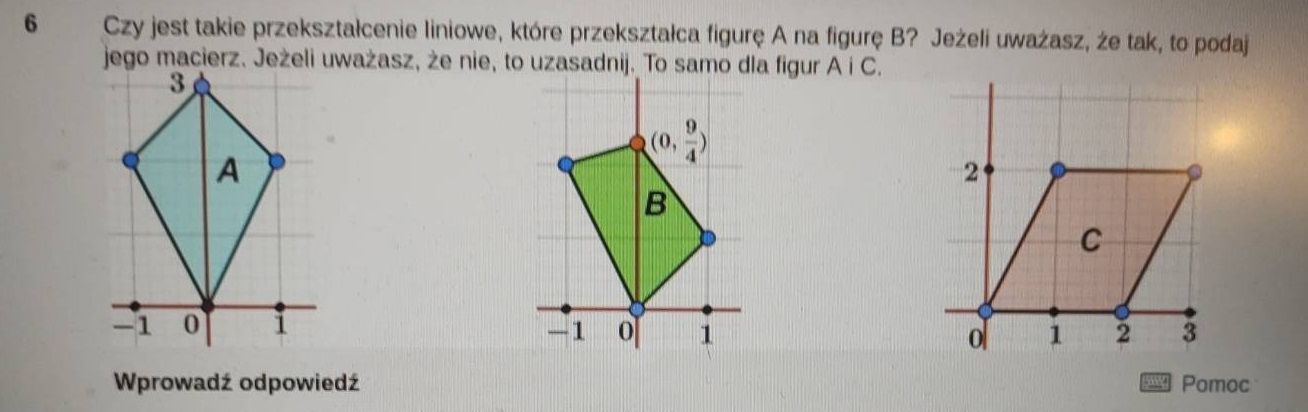 6 Czy jest takie przekształcenie liniowe, które przekształca figurę A na figurę B? Jeżeli uważasz, że tak, to podaj
jego macierz. Jeżeli uważasz, że nie, to uzasadnij. To samo dla figur A i C.
3
A
−1 0 1
(0, 9/4)
B
−1 0 1
2
C
0 1 2 3
Wprowadź odpowiedź
Pomoc